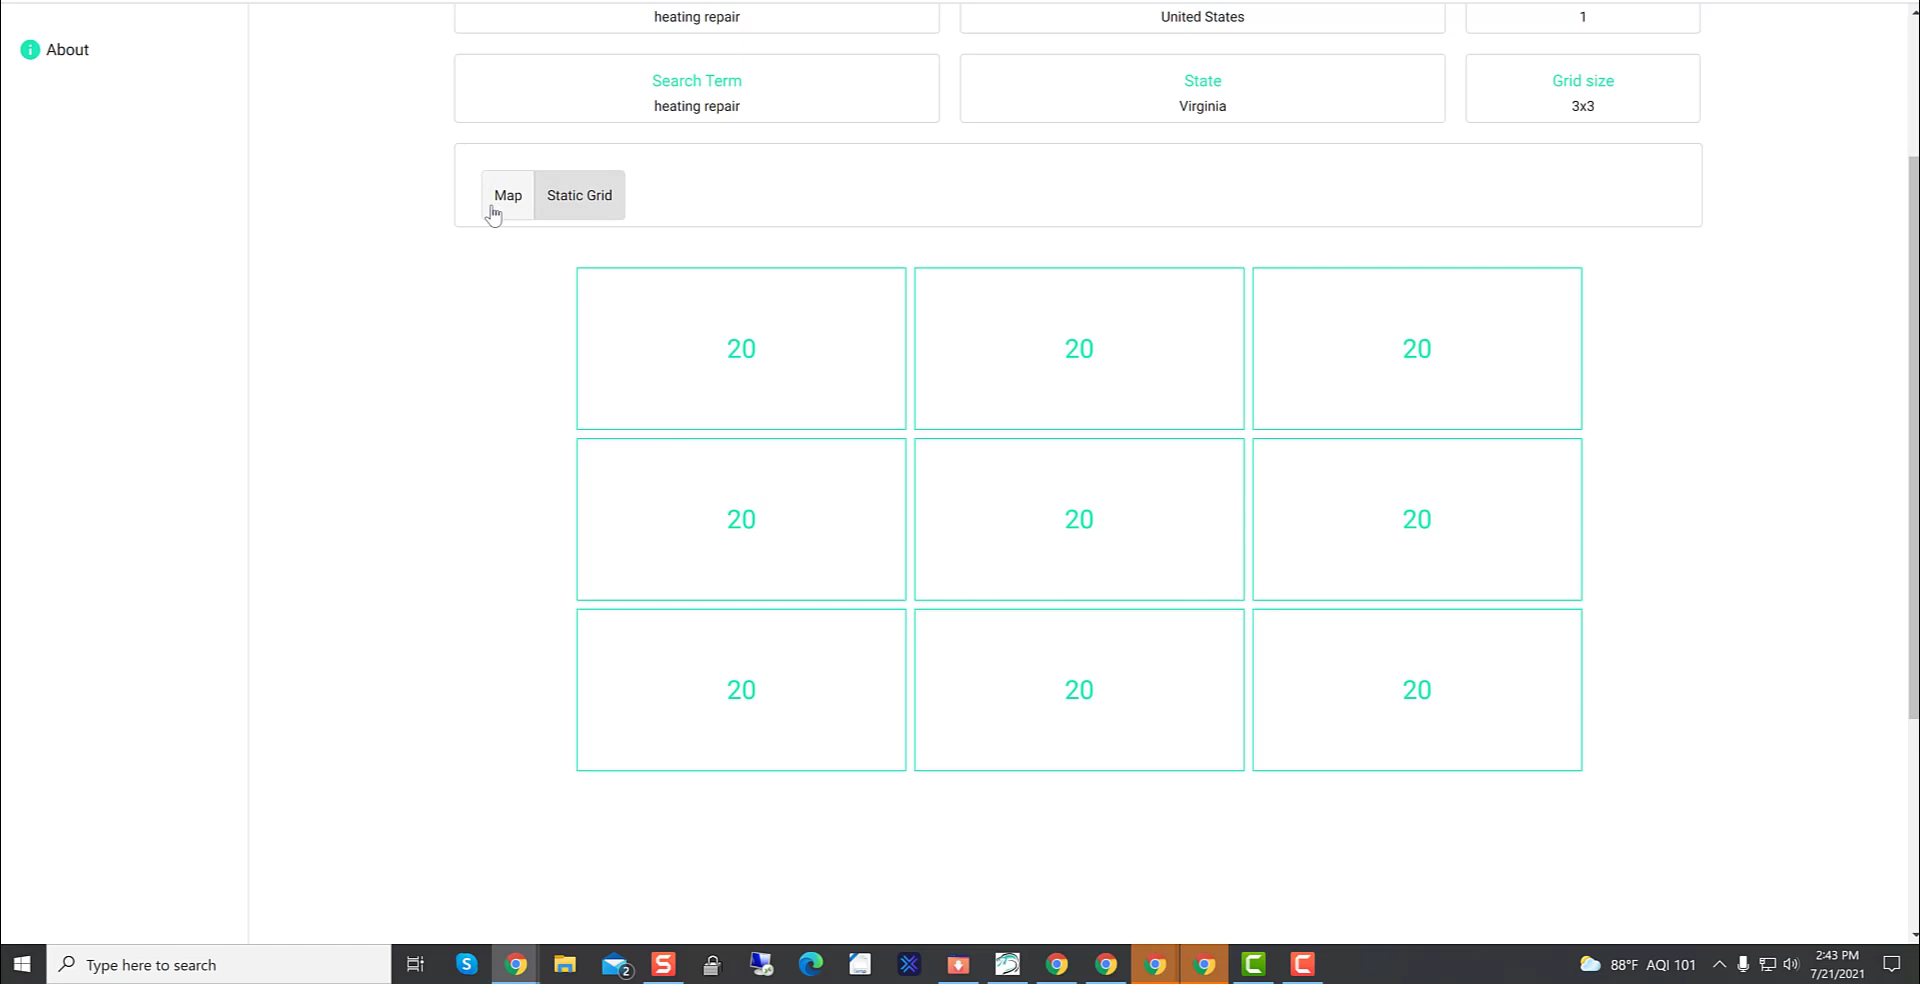 heating repair United States 1
About
Search Term State Grid size
heating repair Virginia 3x3
Map Static Grid
20 20 20
20 20 20
20 20 20
Type here to search
2
88°F AQI 101
2:43 PM
7/21/2021